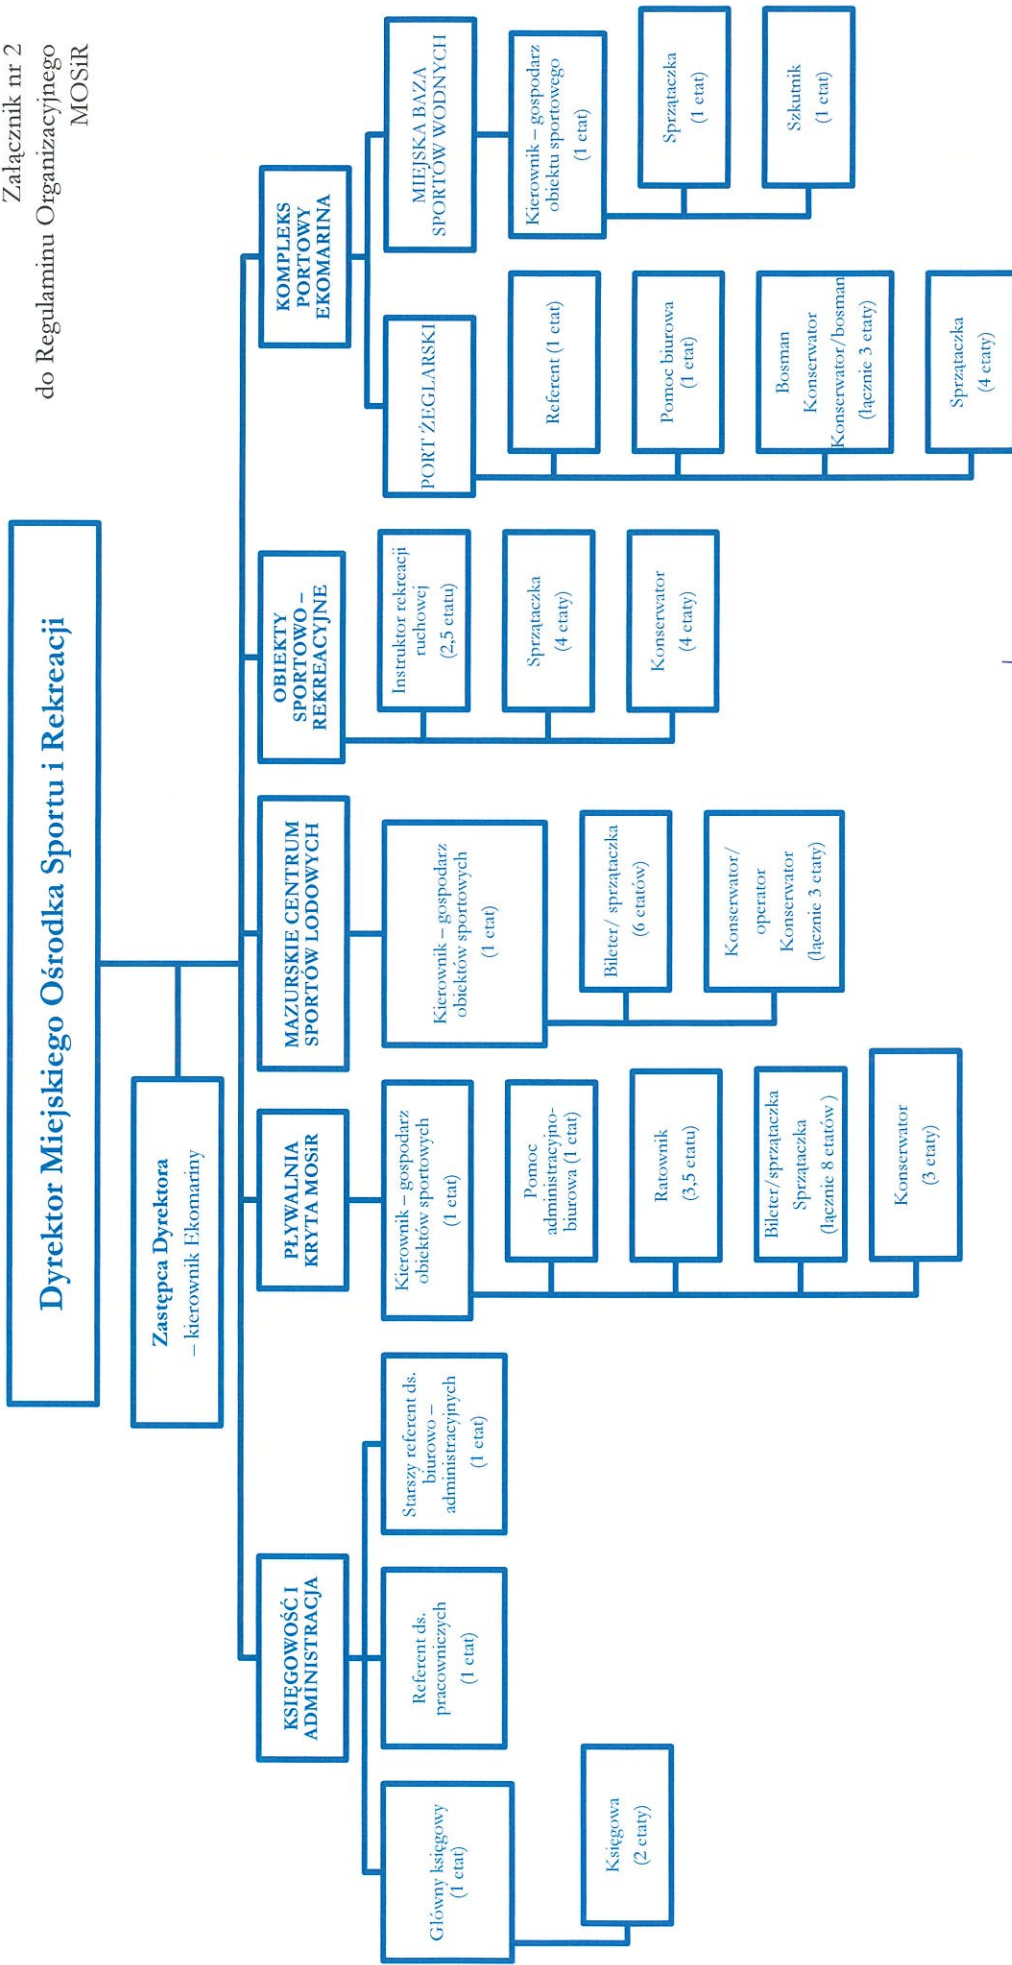 Załącznik nr 2
do Regulaminu Organizacyjnego
MOSiR
Dyrektor Miejskiego Ośrodka Sportu i Rekreacji
Zastępca Dyrektora
– kierownik Ekomariny
KSIĘGOWOŚĆ I
ADMINISTRACJA
Główny księgowy
(1 etat)
Księgowa
(2 etaty)
Referent ds.
pracowniczych
(1 etat)
Starszy referent ds.
biurowo –
administracyjnych
(1 etat)
PŁYWALNIA
KRYTA MOSiR
Kierownik – gospodarz
obiektów sportowych
(1 etat)
Pomoc
administracyjno-
biurowa (1 etat)
Ratownik
(3,5 etatu)
Bileter/sprzątaczka
Sprzątaczka
(łącznie 8 etatów )
Konserwator
(3 etaty)
MAZURSKIE CENTRUM
SPORTÓW LODOWYCH
Kierownik – gospodarz
obiektów sportowych
(1 etat)
Bileter/ sprzątaczka
(6 etatów)
Konserwator/
operator
Konserwator
(łącznie 3 etaty)
OBIEKTY
SPORTOWO –
REKREACYJNE
Instruktor rekreacji
ruchowej
(2,5 etatu)
Sprzątaczka
(4 etaty)
Konserwator
(4 etaty)
KOMPLEKS
PORTOWY
EKOMARINA
PORT ŻEGLARSKI
Referent (1 etat)
Pomoc biurowa
(1 etat)
Bosman
Konserwator
Konserwator/bosman
(łącznie 3 etaty)
Sprzątaczka
(4 etaty)
MIEJSKA BAZA
SPORTÓW WODNYCH
Kierownik – gospodarz
obiektu sportowego
(1 etat)
Sprzątaczka
(1 etat)
Szkutnik
(1 etat)